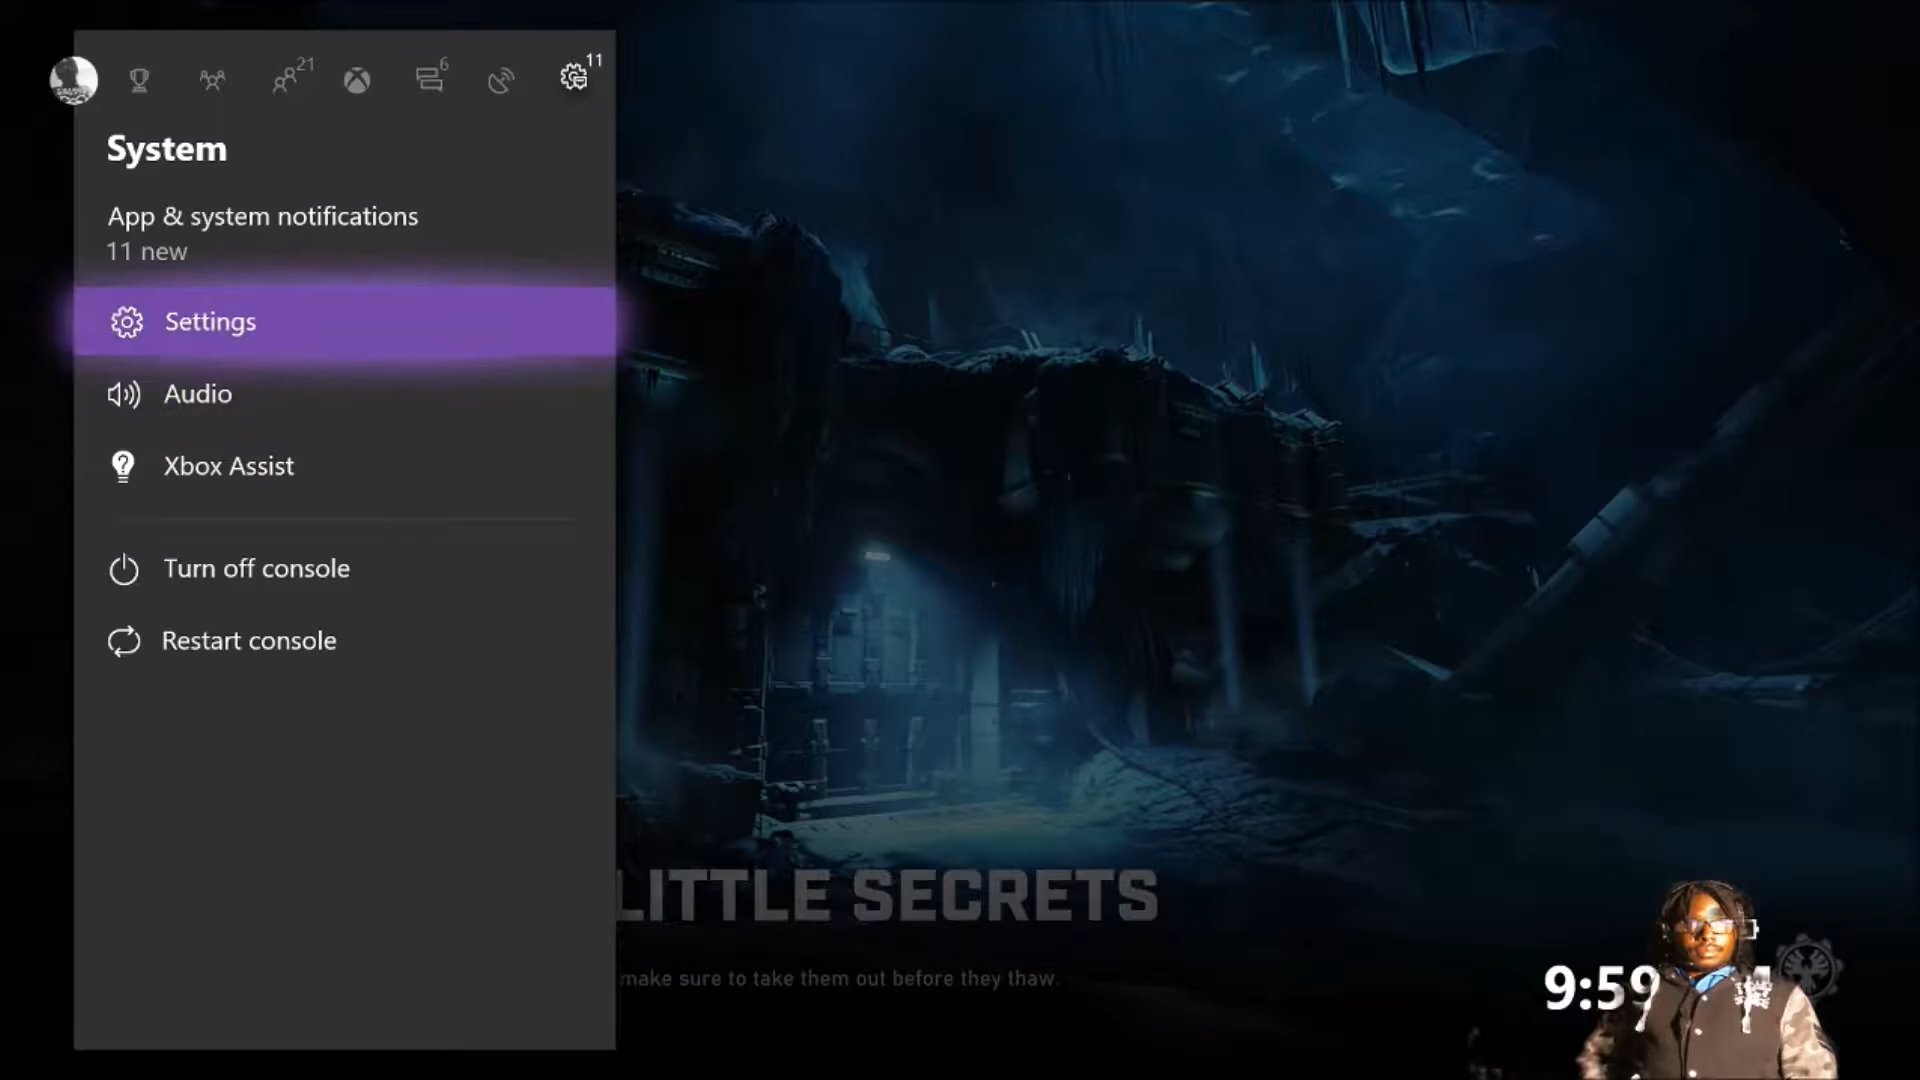 21
6
11
System
App & system notifications
11 new
Settings
Audio
Xbox Assist
Turn off console
Restart console
LITTLE SECRETS
make sure to take them out before they thaw.
9:59